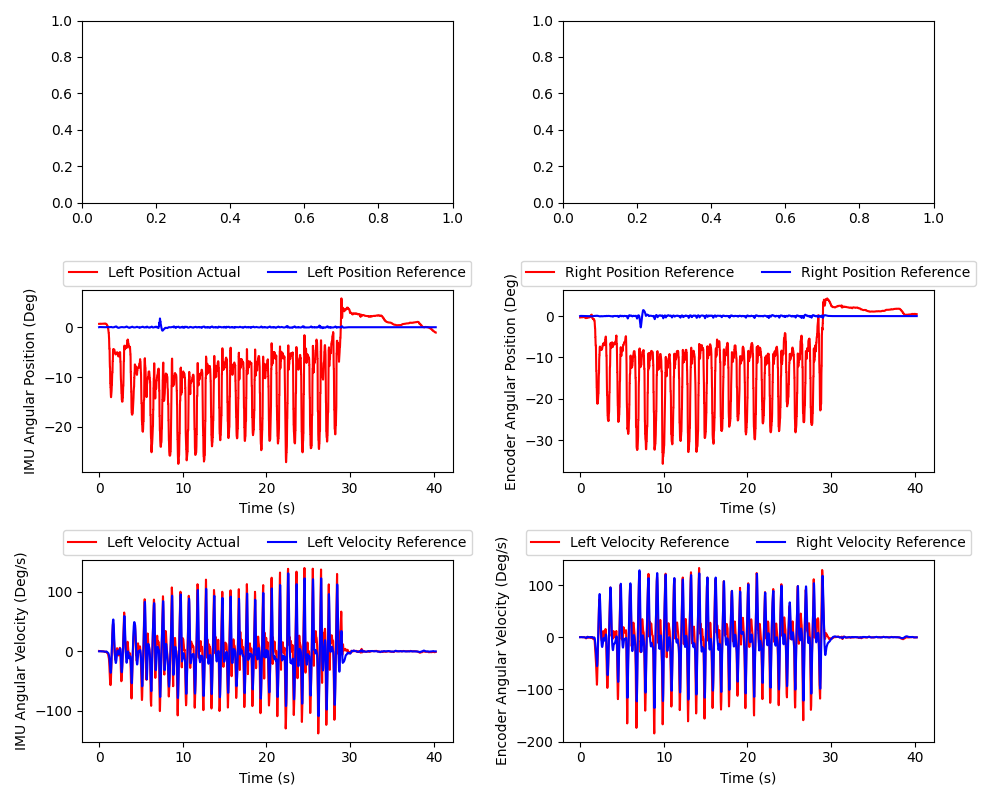 1.0
0.8
0.6
0.4
0.2
0.0
0.0 0.2 0.4 0.6 0.8 1.0
1.0
0.8
0.6
0.4
0.2
0.0
0.0 0.2 0.4 0.6 0.8 1.0
Left Position Actual Left Position Reference
IMU Angular Position (Deg)
0
−10
−20
0 10 20 30 40
Time (s)
Right Position Reference Right Position Reference
Encoder Angular Position (Deg)
0
−10
−20
−30
0 10 20 30 40
Time (s)
Left Velocity Actual Left Velocity Reference
IMU Angular Velocity (Deg/s)
100
0
−100
0 10 20 30 40
Time (s)
Left Velocity Reference Right Velocity Reference
Encoder Angular Velocity (Deg/s)
100
0
−100
−200
0 10 20 30 40
Time (s)